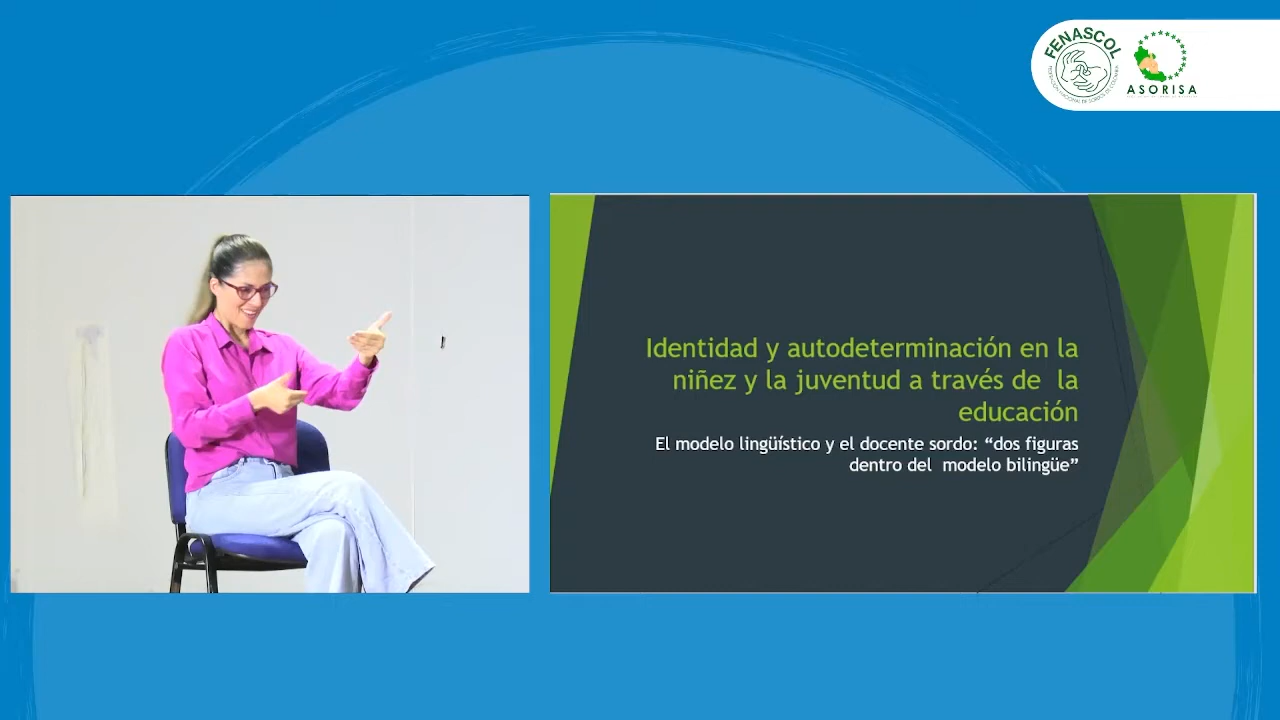 FENASCOL
ASORISA
Identidad y autodeterminación en la
niñez y la juventud a través de la
educación
El modelo lingüístico y el docente sordo: “dos figuras
dentro del modelo bilingüe”